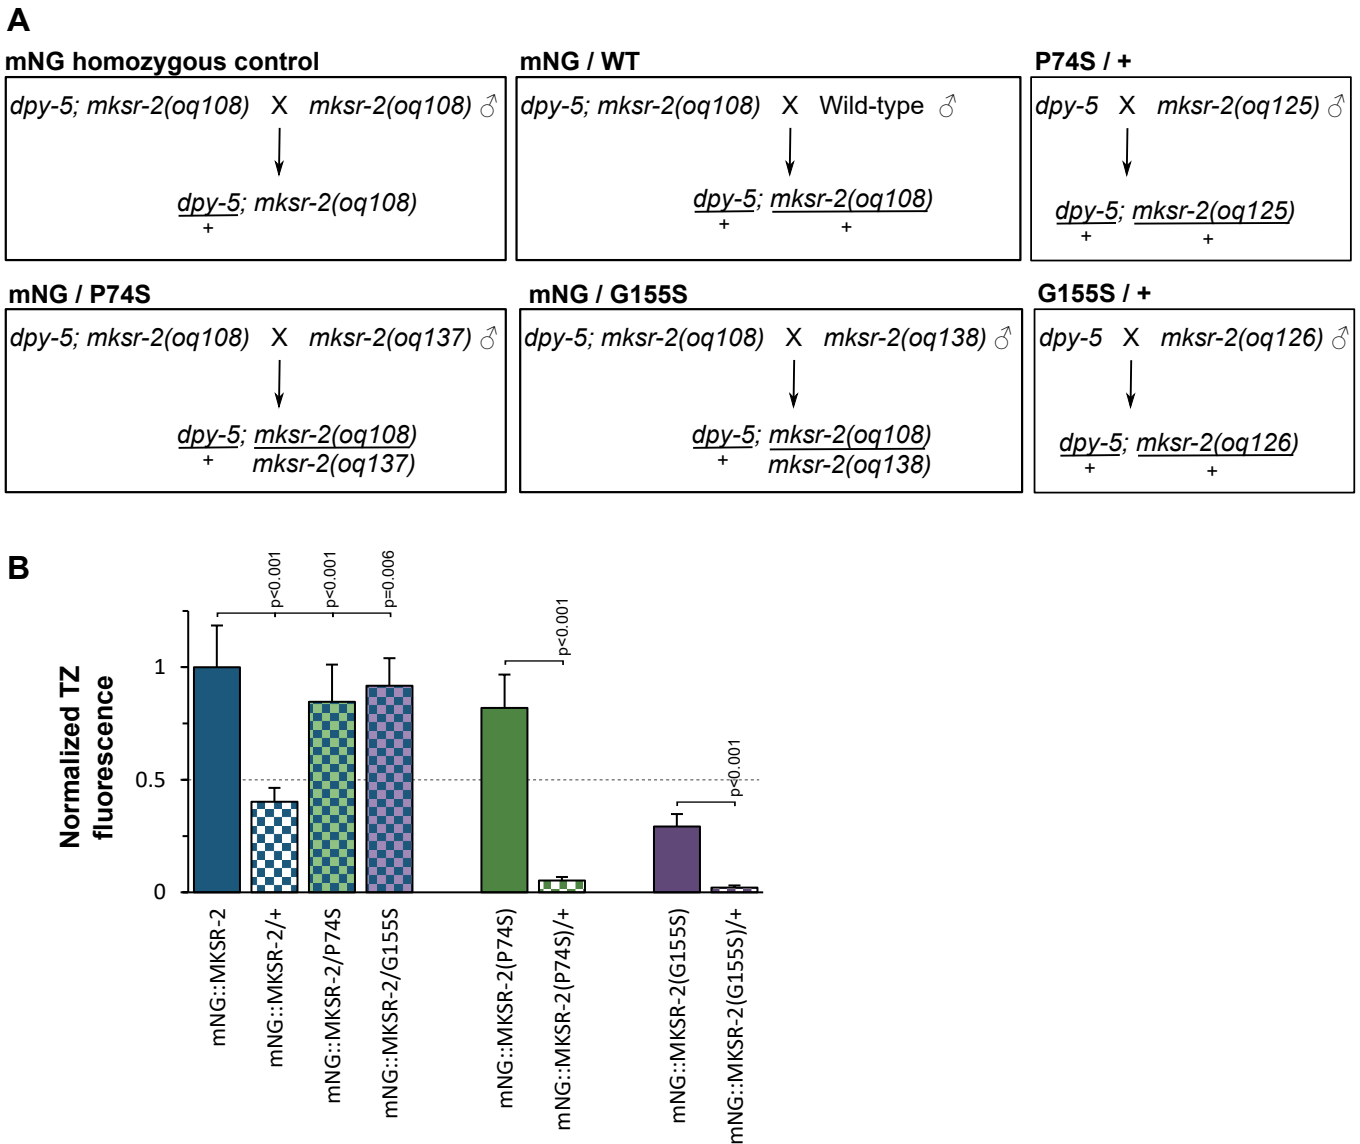 A
mNG homozygous control
dpy-5; mksr-2(oq108) X mksr-2(oq108) ♂
dpy-5; mksr-2(oq108)
+
mNG / WT
dpy-5; mksr-2(oq108) X Wild-type ♂
dpy-5; mksr-2(oq108)
+ +
P74S / +
dpy-5 X mksr-2(oq125) ♂
dpy-5; mksr-2(oq125)
+ +
mNG / P74S
dpy-5; mksr-2(oq108) X mksr-2(oq137) ♂
dpy-5; mksr-2(oq108)
+ mksr-2(oq137)
mNG / G155S
dpy-5; mksr-2(oq108) X mksr-2(oq138) ♂
dpy-5; mksr-2(oq108)
+ mksr-2(oq138)
G155S / +
dpy-5 X mksr-2(oq126) ♂
dpy-5; mksr-2(oq126)
+ +
B
Normalized TZ
fluorescence
1
0.5
0
p<0.001
p<0.001
p=0.006
p<0.001
p<0.001
mNG::MKSR-2
mNG::MKSR-2/+
mNG::MKSR-2/P74S
mNG::MKSR-2/G155S
mNG::MKSR-2(P74S)
mNG::MKSR-2(P74S)/+
mNG::MKSR-2(G155S)
mNG::MKSR-2(G155S)/+